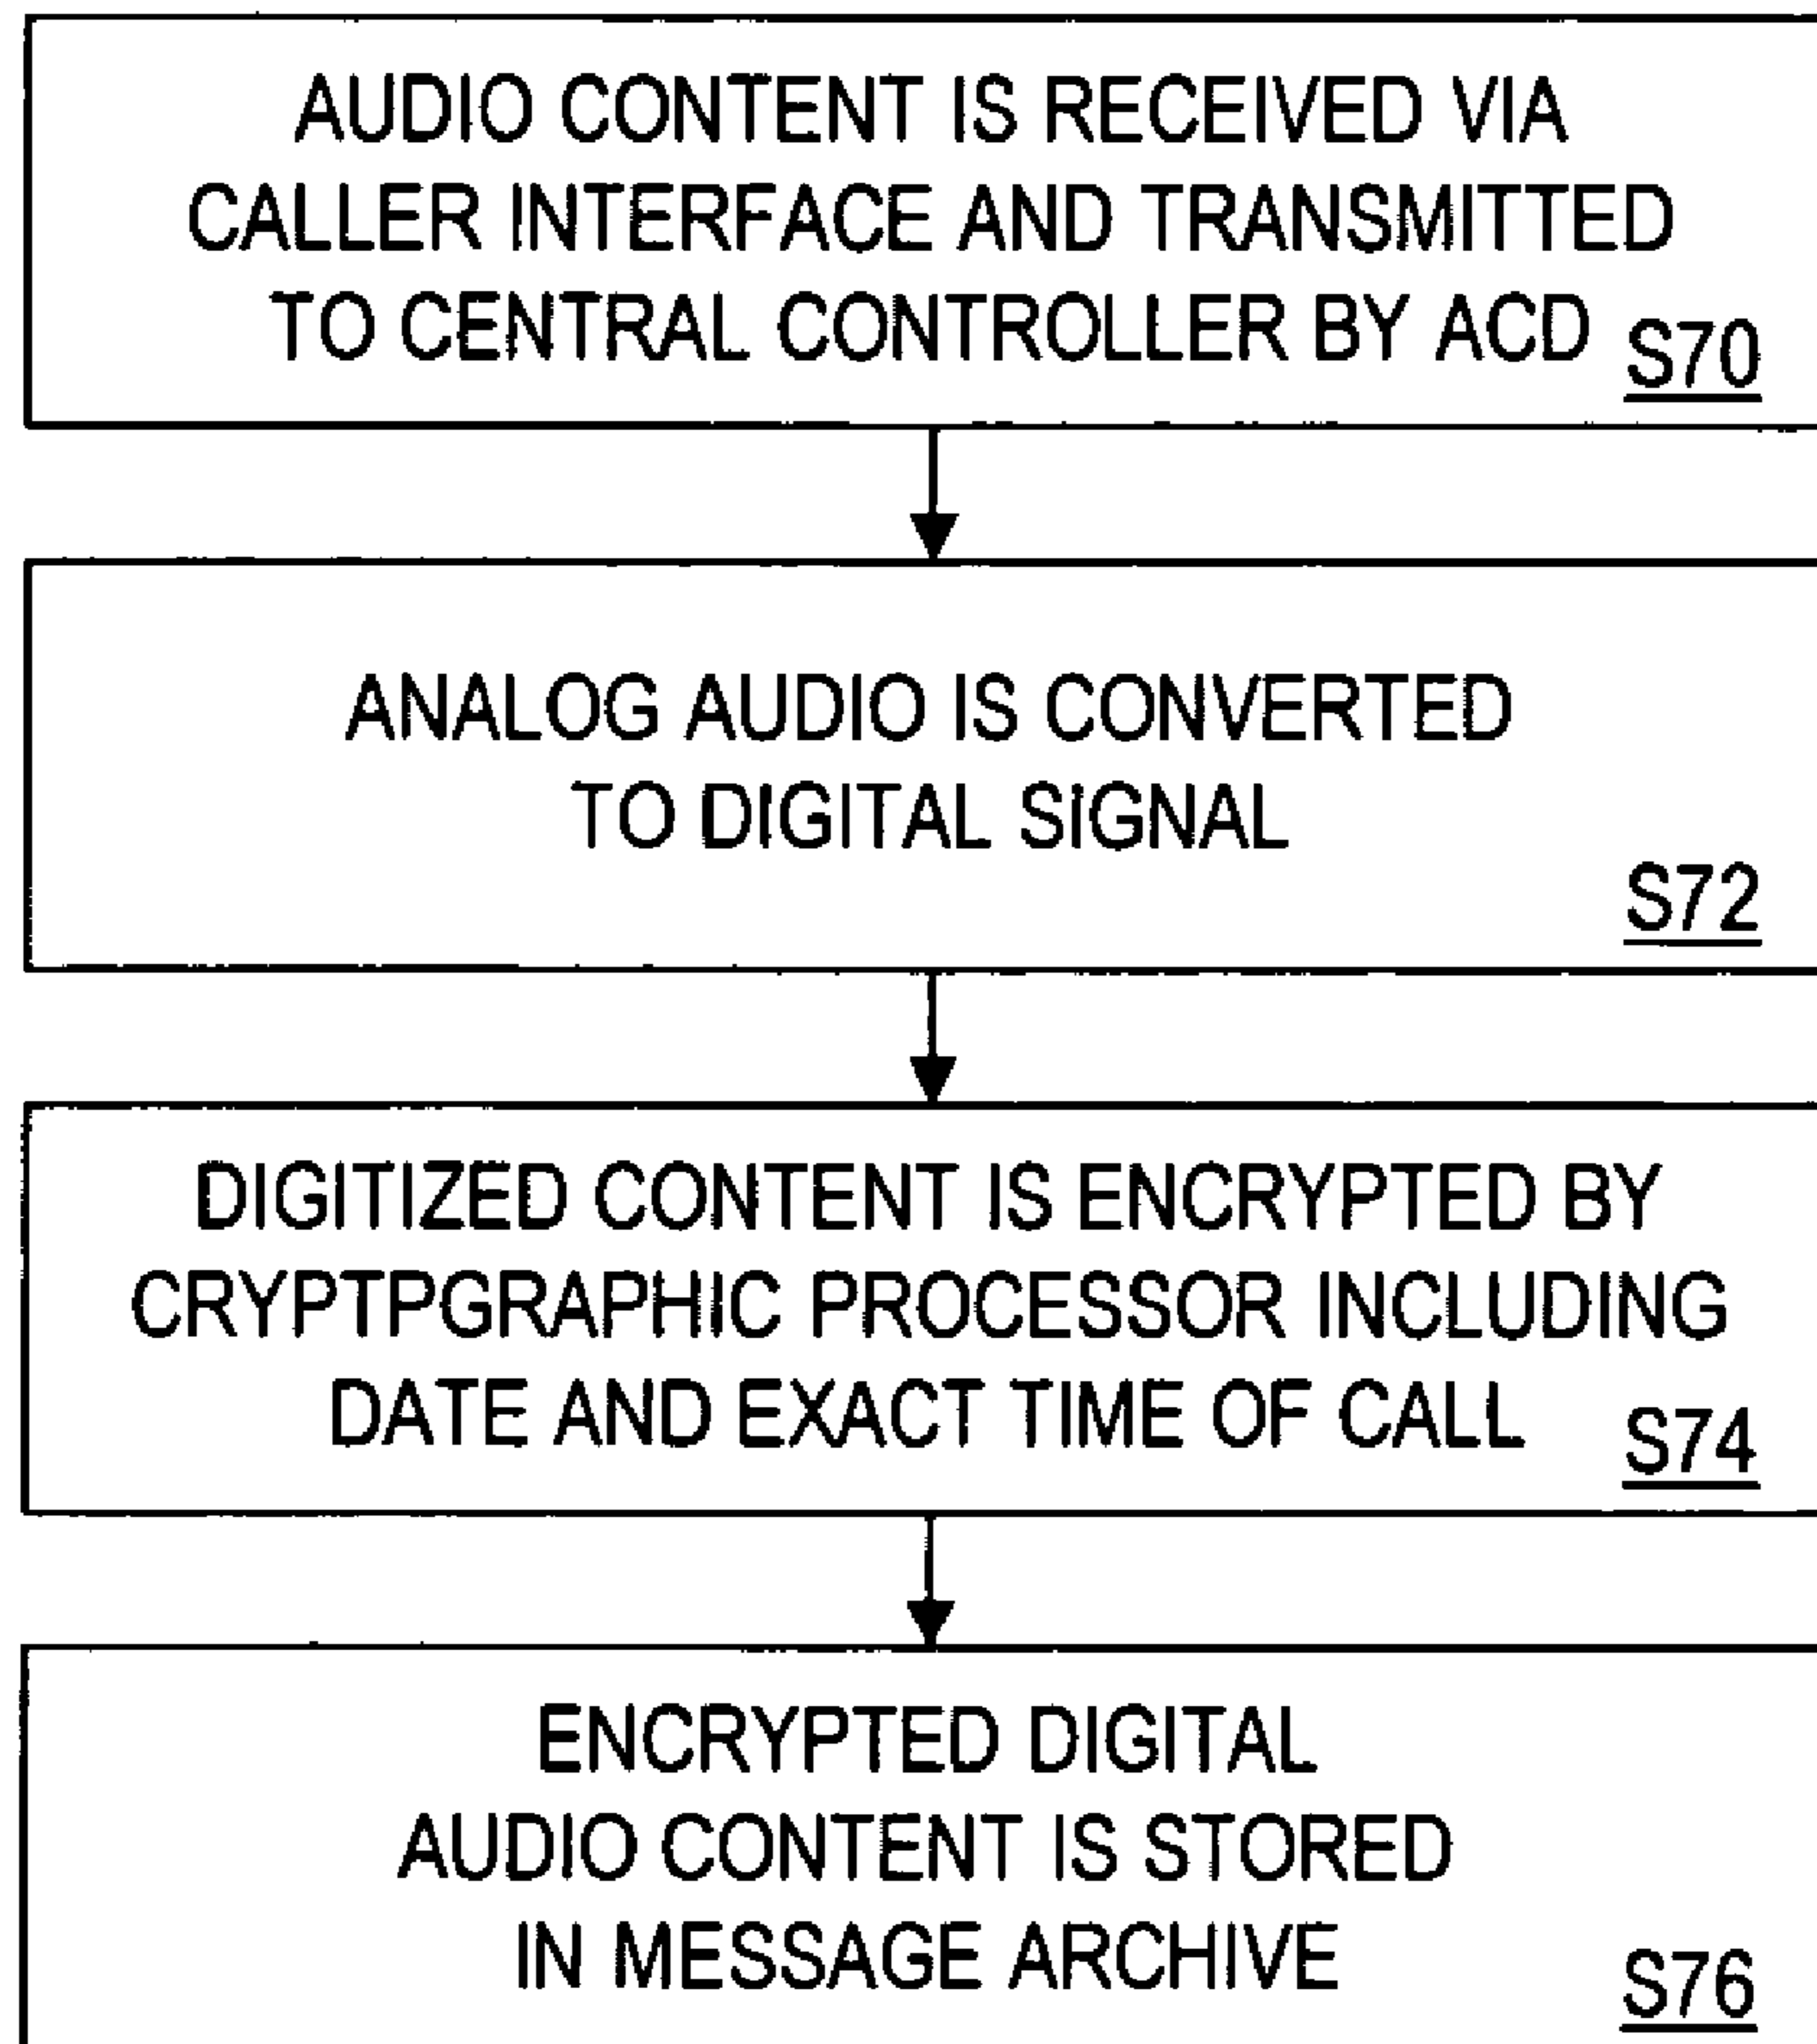 AUDIO CONTENT IS RECEIVED VIA
CALLER INTERFACE AND TRANSMITTED
TO CENTRAL CONTROLLER BY ACD
S70
ANALOG AUDIO IS CONVERTED
TO DIGITAL SIGNAL
S72
DIGITIZED CONTENT IS ENCRYPTED BY
CRYPTPGRAPHIC PROCESSOR INCLUDING
DATE AND EXACT TIME OF CALL
S74
ENCRYPTED DIGITAL
AUDIO CONTENT IS STORED
IN MESSAGE ARCHIVE
S76